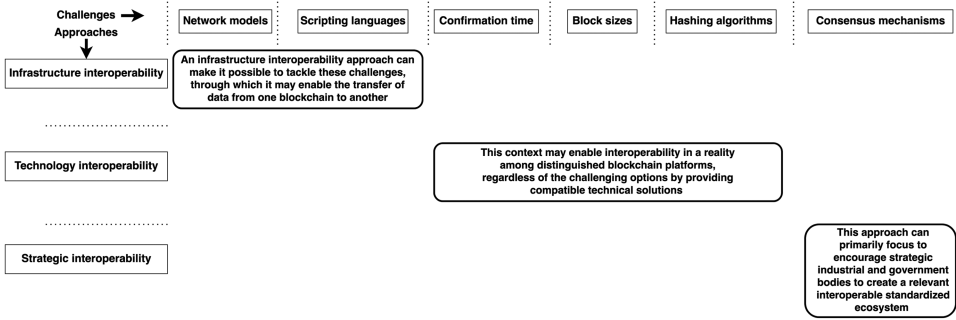 Challenges
Approaches
Network models
Scripting languages
Confirmation time
Block sizes
Hashing algorithms
Consensus mechanisms
Infrastructure interoperability
An infrastructure interoperability approach can
make it possible to tackle these challenges,
through which it may enable the transfer of
data from one blockchain to another
Technology interoperability
This context may enable interoperability in a reality
among distinguished blockchain platforms,
regardless of the challenging options by providing
compatible technical solutions
Strategic interoperability
This approach can
primarily focus to
encourage strategic
industrial and government
bodies to create a relevant
interoperable standardized
ecosystem